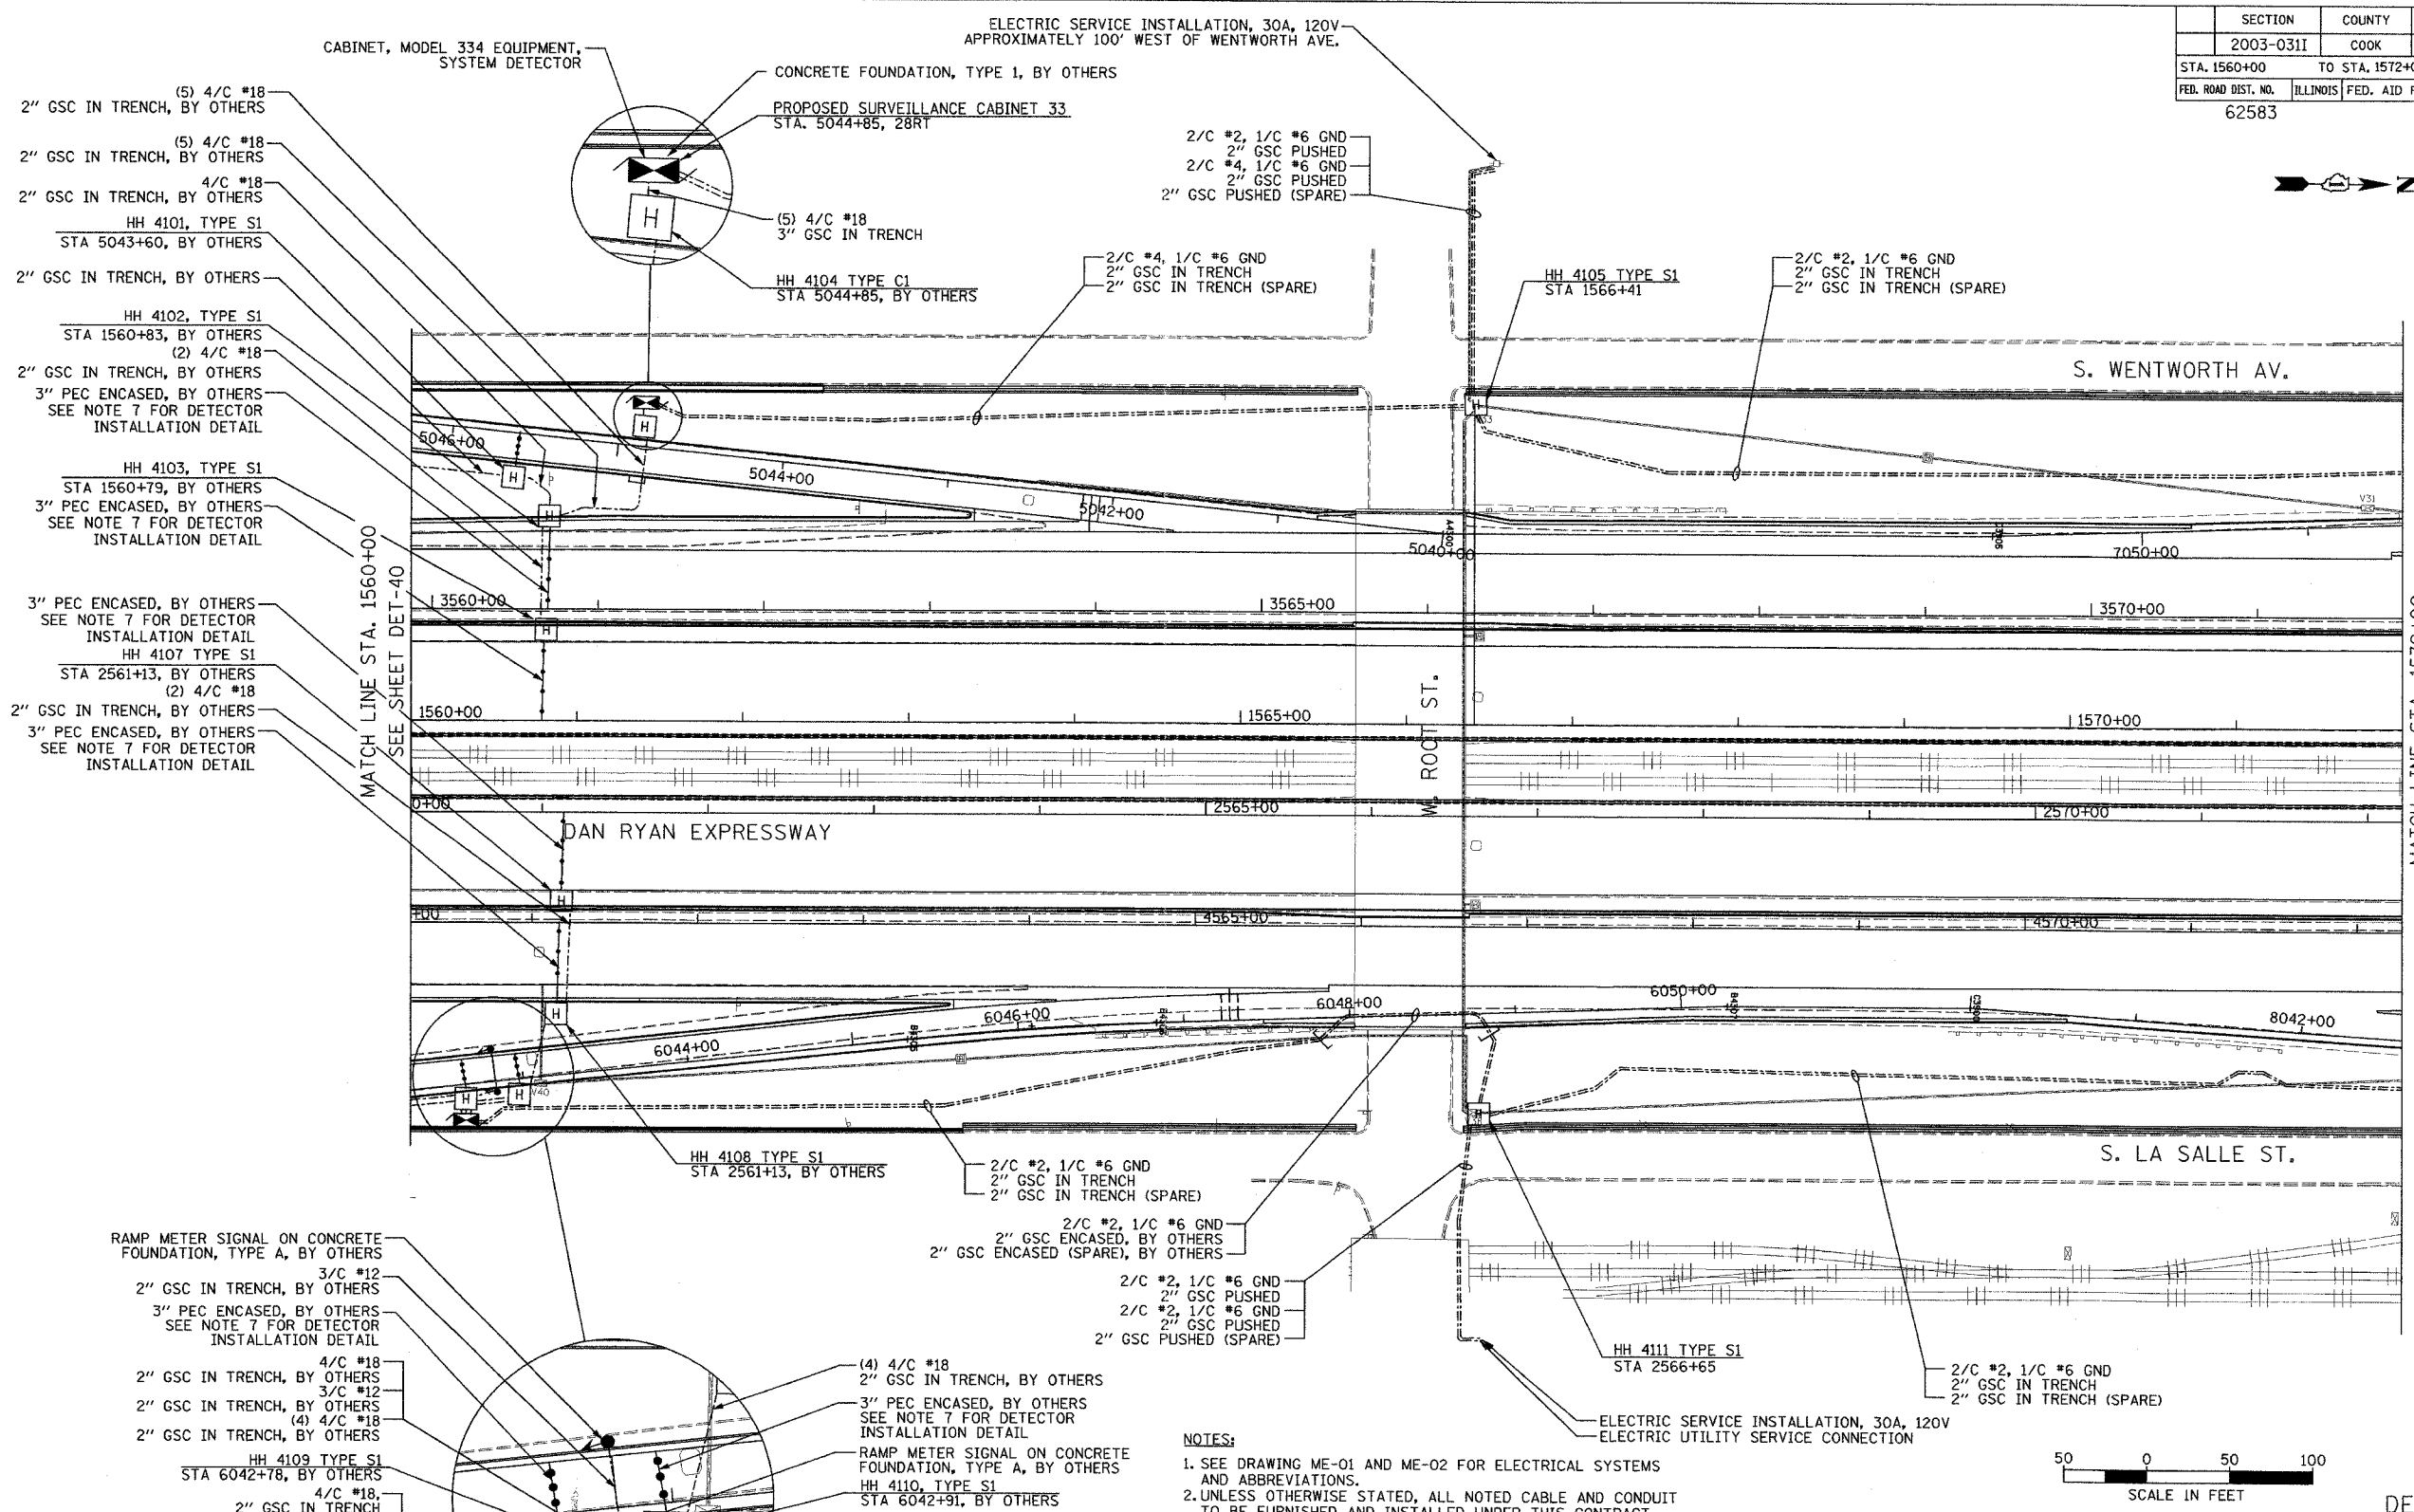 SECTION COUNTY
2003-031I COOK
STA. 1560+00 TO STA. 1572+0
FED. ROAD DIST. NO. ILLINOIS FED. AID
62583
ELECTRIC SERVICE INSTALLATION, 30A, 120V
APPROXIMATELY 100' WEST OF WENTWORTH AVE.
CABINET, MODEL 334 EQUIPMENT,
SYSTEM DETECTOR
CONCRETE FOUNDATION, TYPE 1, BY OTHERS
PROPOSED SURVEILLANCE CABINET 33
STA. 5044+85, 28RT
(5) 4/C #18
3" GSC IN TRENCH
HH 4104 TYPE C1
STA 5044+85, BY OTHERS
H
(5) 4/C #18
2" GSC IN TRENCH, BY OTHERS
(5) 4/C #18
2" GSC IN TRENCH, BY OTHERS
4/C #18
2" GSC IN TRENCH, BY OTHERS
HH 4101, TYPE S1
STA 5043+60, BY OTHERS
2" GSC IN TRENCH, BY OTHERS
HH 4102, TYPE S1
STA 1560+83, BY OTHERS
(2) 4/C #18
2" GSC IN TRENCH, BY OTHERS
3" PEC ENCASED, BY OTHERS
SEE NOTE 7 FOR DETECTOR
INSTALLATION DETAIL
HH 4103, TYPE S1
STA 1560+79, BY OTHERS
3" PEC ENCASED, BY OTHERS
SEE NOTE 7 FOR DETECTOR
INSTALLATION DETAIL
3" PEC ENCASED, BY OTHERS
SEE NOTE 7 FOR DETECTOR
INSTALLATION DETAIL
HH 4107 TYPE S1
STA 2561+13, BY OTHERS
(2) 4/C #18
2" GSC IN TRENCH, BY OTHERS
3" PEC ENCASED, BY OTHERS
SEE NOTE 7 FOR DETECTOR
INSTALLATION DETAIL
2/C #2, 1/C #6 GND
2" GSC PUSHED
2/C #4, 1/C #6 GND
2" GSC PUSHED
2" GSC PUSHED (SPARE)
2/C #4, 1/C #6 GND
2" GSC IN TRENCH
2" GSC IN TRENCH (SPARE)
HH 4105 TYPE S1
STA 1566+41
2/C #2, 1/C #6 GND
2" GSC IN TRENCH
2" GSC IN TRENCH (SPARE)
N
S. WENTWORTH AV.
MATCH LINE STA. 1560+00
SEE SHEET DET-40
5046+00
5044+00
5042+00
5040+00
7050+00
V31
H
H
H
H
3560+00
3565+00
3570+00
1560+00
1565+00
1570+00
W. ROOT ST.
0+00
2565+00
2570+00
DAN RYAN EXPRESSWAY
H
+00
4565+00
4570+00
H
6044+00
6046+00
6048+00
6050+00
8042+00
H
H
V40
H
S. LA SALLE ST.
HH 4108 TYPE S1
STA 2561+13, BY OTHERS
2/C #2, 1/C #6 GND
2" GSC IN TRENCH
2" GSC IN TRENCH (SPARE)
2/C #2, 1/C #6 GND
2" GSC ENCASED, BY OTHERS
2" GSC ENCASED (SPARE), BY OTHERS
2/C #2, 1/C #6 GND
2" GSC PUSHED
2/C #2, 1/C #6 GND
2" GSC PUSHED
2" GSC PUSHED (SPARE)
HH 4111 TYPE S1
STA 2566+65
2/C #2, 1/C #6 GND
2" GSC IN TRENCH
2" GSC IN TRENCH (SPARE)
ELECTRIC SERVICE INSTALLATION, 30A, 120V
ELECTRIC UTILITY SERVICE CONNECTION
RAMP METER SIGNAL ON CONCRETE
FOUNDATION, TYPE A, BY OTHERS
3/C #12
2" GSC IN TRENCH, BY OTHERS
3" PEC ENCASED, BY OTHERS
SEE NOTE 7 FOR DETECTOR
INSTALLATION DETAIL
4/C #18
2" GSC IN TRENCH, BY OTHERS
3/C #12
2" GSC IN TRENCH, BY OTHERS
(4) 4/C #18
2" GSC IN TRENCH, BY OTHERS
HH 4109 TYPE S1
STA 6042+78, BY OTHERS
4/C #18,
2" GSC IN TRENCH
(4) 4/C #18
2" GSC IN TRENCH, BY OTHERS
3" PEC ENCASED, BY OTHERS
SEE NOTE 7 FOR DETECTOR
INSTALLATION DETAIL
RAMP METER SIGNAL ON CONCRETE
FOUNDATION, TYPE A, BY OTHERS
HH 4110, TYPE S1
STA 6042+91, BY OTHERS
NOTES:
1. SEE DRAWING ME-01 AND ME-02 FOR ELECTRICAL SYSTEMS
AND ABBREVIATIONS.
2. UNLESS OTHERWISE STATED, ALL NOTED CABLE AND CONDUIT
TO BE FURNISHED AND INSTALLED UNDER THIS CONTRACT
50 0 50 100
SCALE IN FEET
DE